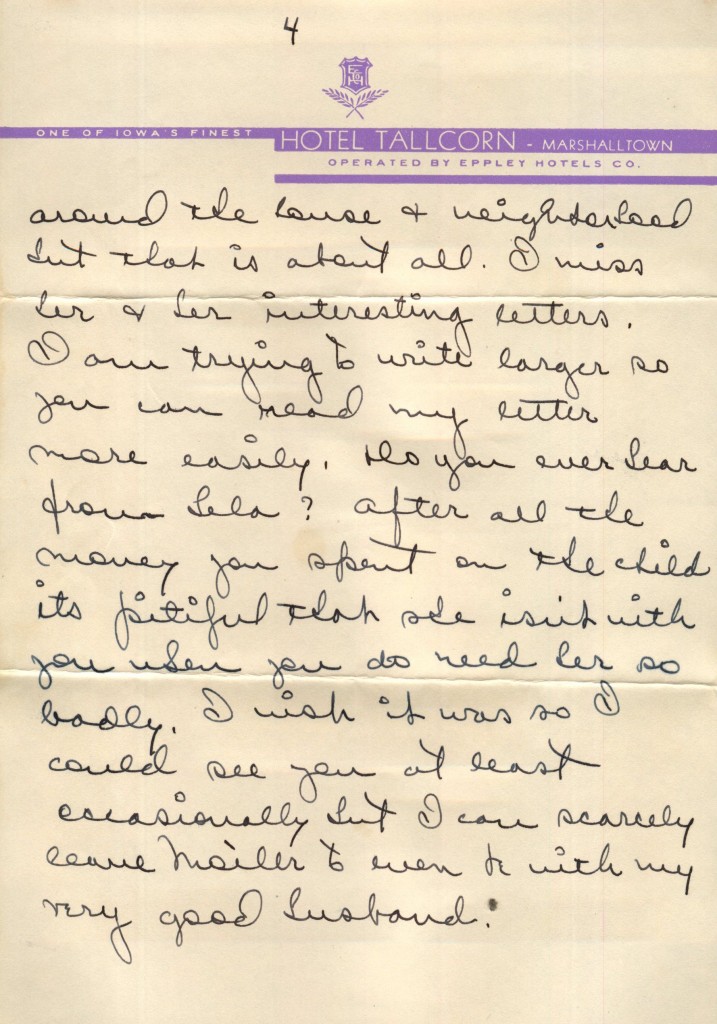 4
ONE OF IOWA'S FINEST
HOTEL TALLCORN - MARSHALLTOWN
OPERATED BY EPPLEY HOTELS CO.
around the house & neighborhood
but that is about all. I miss
her & her interesting letters.
I am trying to write larger so
you can read my letter
more easily. Do you ever hear
from Lela? After all the
money you spent on the child
its pitiful that she isn't with
you when you do need her so
badly. I wish it was so I
could see you at least
occasionally but I can scarcely
leave Mother to even be with my
very good husband.